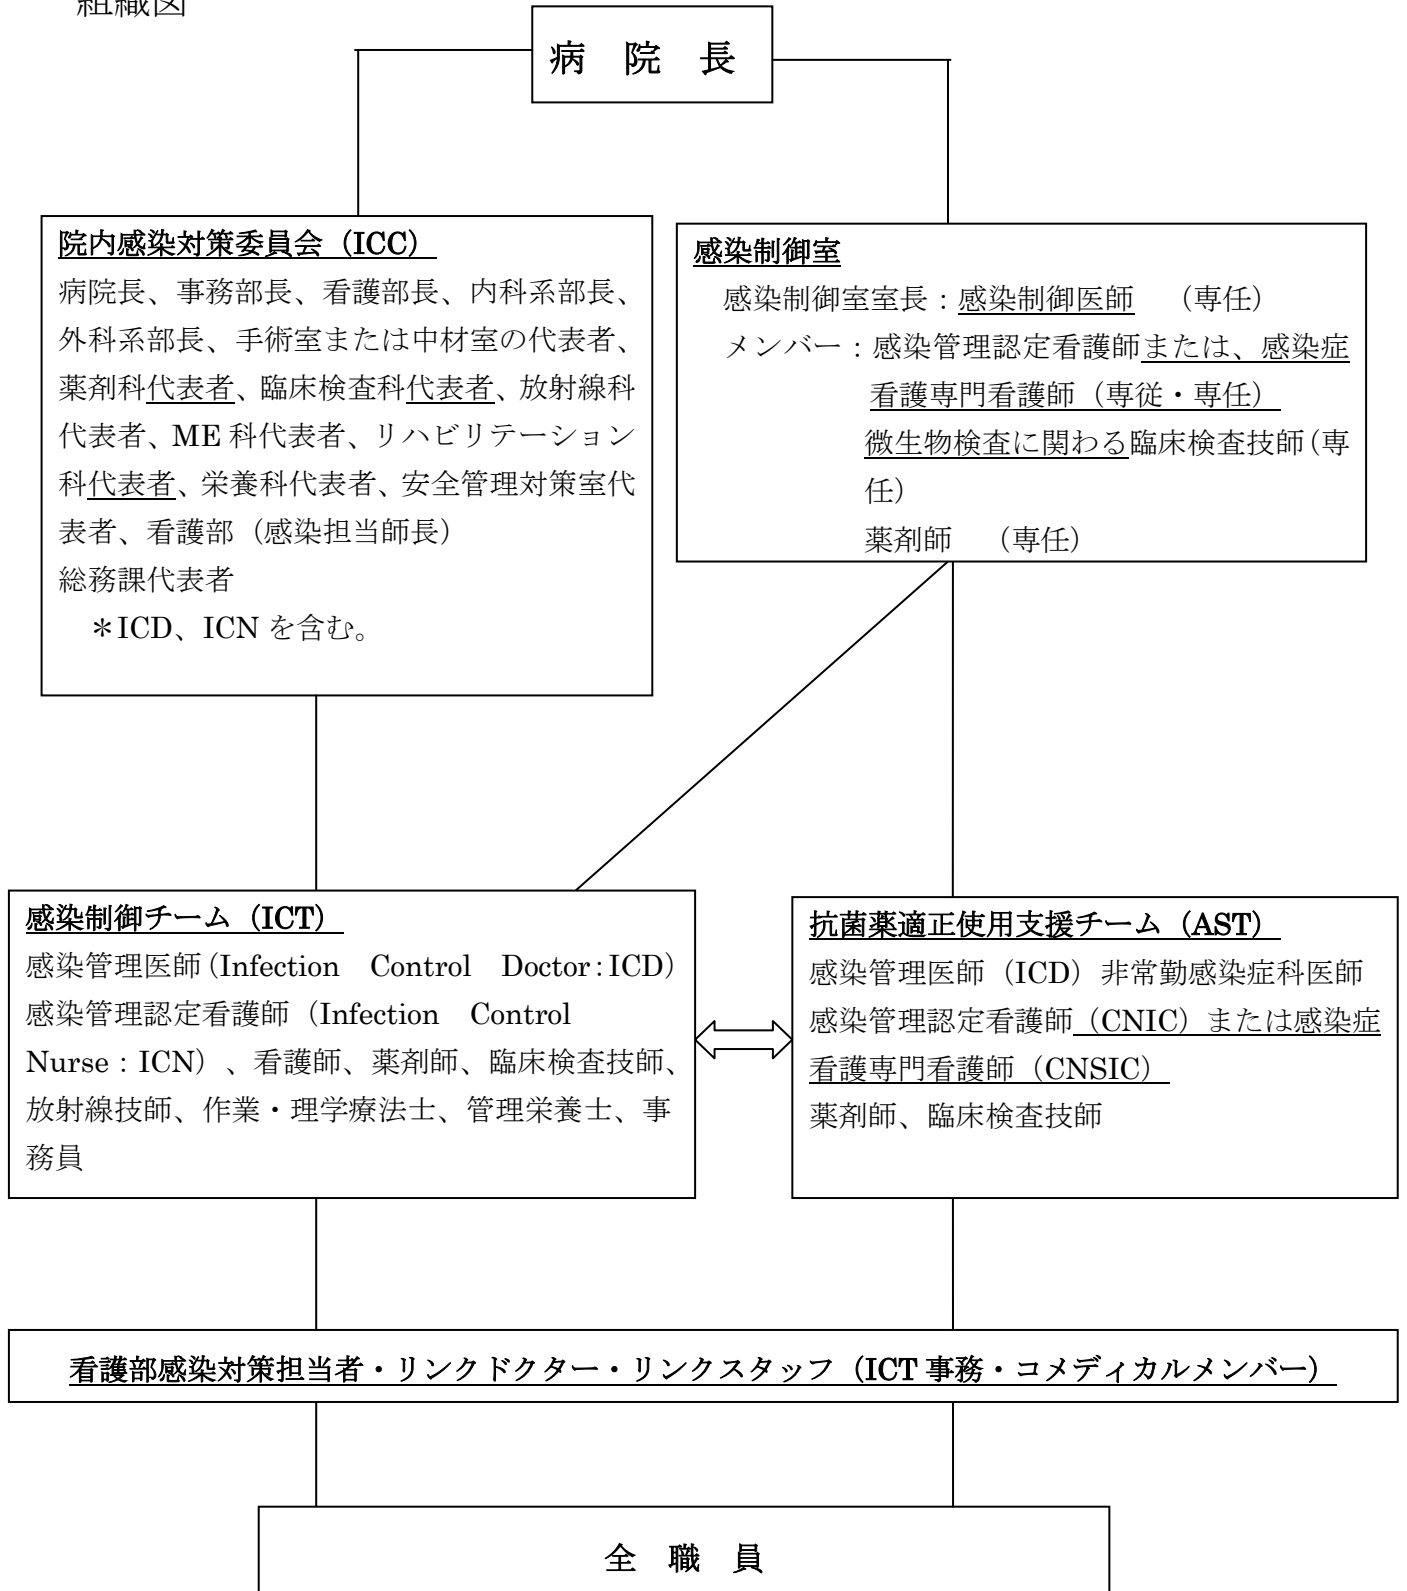 組織図
病　院　長
院内感染対策委員会（ICC）
病院長、事務部長、看護部長、内科系部長、
外科系部長、手術室または中材室の代表者、
薬剤科代表者、臨床検査科代表者、放射線科
代表者、ME 科代表者、リハビリテーション
科代表者、栄養科代表者、安全管理対策室代
表者、看護部（感染担当師長）
総務課代表者
＊ICD、ICN を含む。
感染制御室
感染制御室室長：感染制御医師　（専任）
メンバー：感染管理認定看護師または、感染症
看護専門看護師（専従・専任）
微生物検査に関わる臨床検査技師（専
任）
薬剤師　（専任）
感染制御チーム（ICT）
感染管理医師（Infection　Control　Doctor：ICD）
感染管理認定看護師（Infection　Control
Nurse：ICN）、看護師、薬剤師、臨床検査技師、
放射線技師、作業・理学療法士、管理栄養士、事
務員
抗菌薬適正使用支援チーム（AST）
感染管理医師（ICD）非常勤感染症科医師
感染管理認定看護師（CNIC）または感染症
看護専門看護師（CNSIC）
薬剤師、臨床検査技師
看護部感染対策担当者・リンクドクター・リンクスタッフ（ICT 事務・コメディカルメンバー）
全　職　員